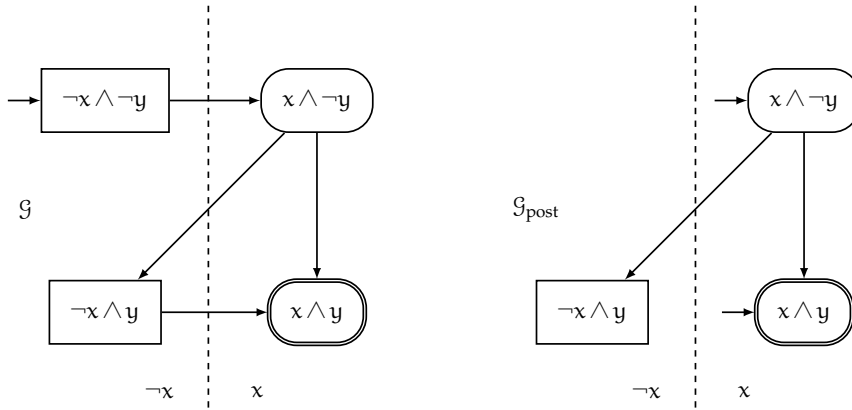 ¬x ∧ ¬y
x ∧ ¬y
x ∧ ¬y
𝒢
𝒢post
¬x ∧ y
x ∧ y
¬x ∧ y
x ∧ y
¬x
x
¬x
x